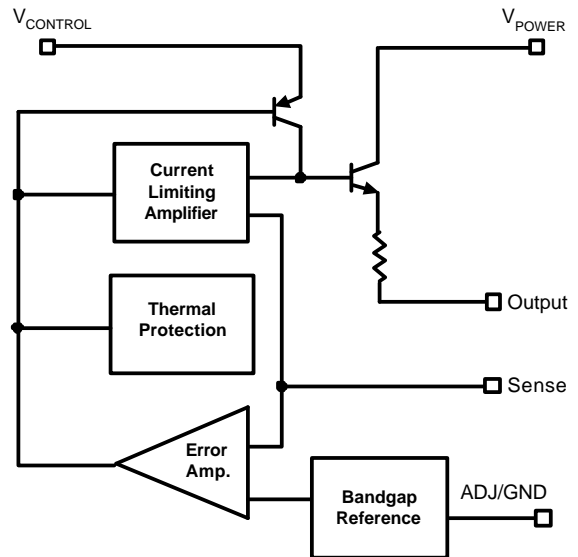 VCONTROL
VPOWER
Current
Limiting
Amplifier
Output
Thermal
Protection
Sense
Error
Amp.
Bandgap
Reference
ADJ/GND